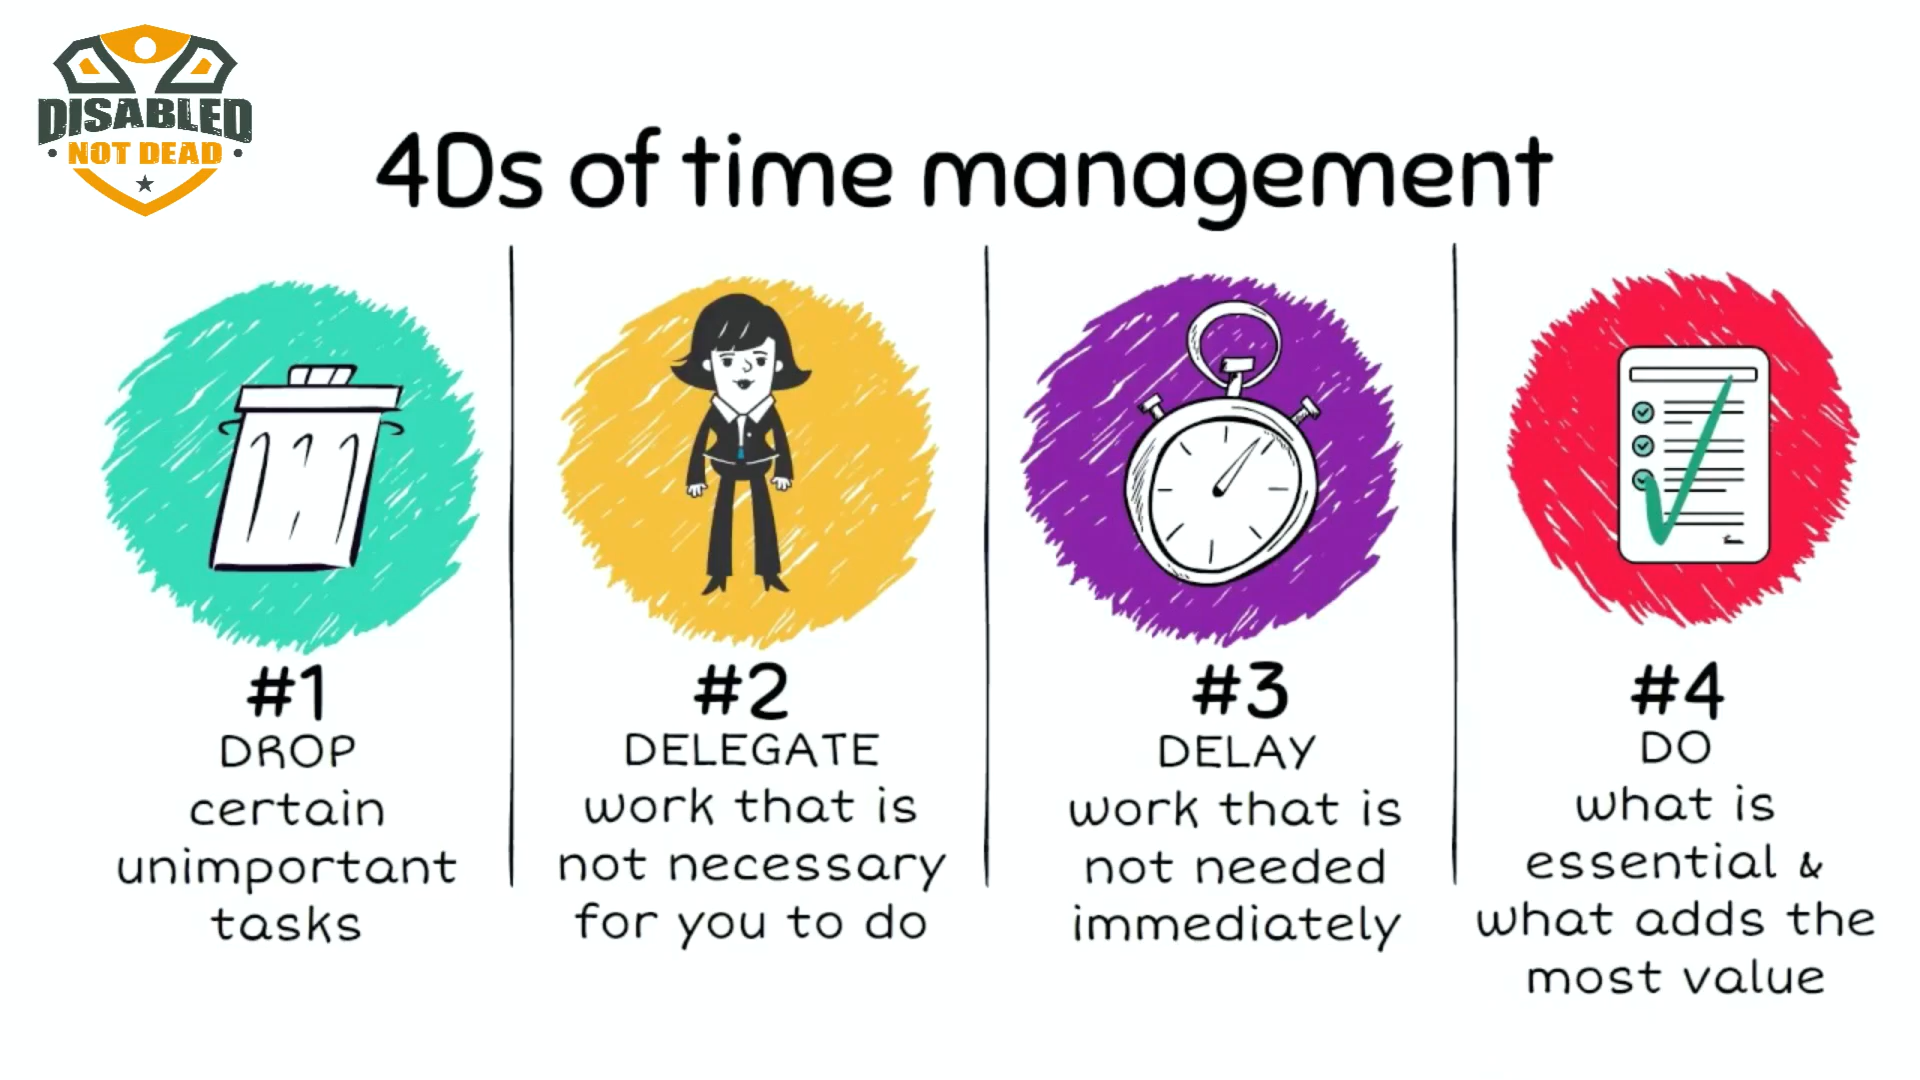 DISABLED
• NOT DEAD •
4Ds of time management
#1
DROP
certain
unimportant
tasks
#2
DELEGATE
work that is
not necessary
for you to do
#3
DELAY
work that is
not needed
immediately
#4
DO
what is
essential &
what adds the
most value